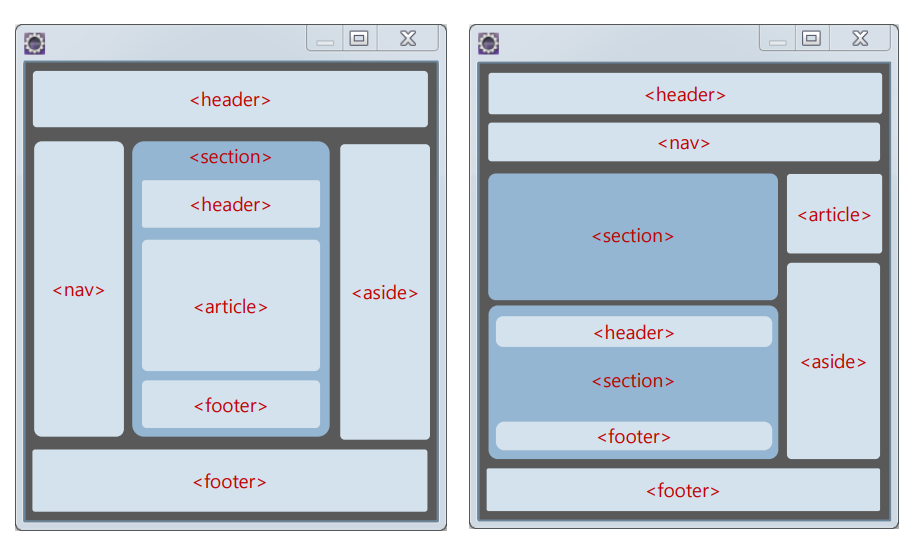 <header>
<nav>
<section>
<header>
<article>
<footer>
<aside>
<footer>
<header>
<nav>
<section>
<article>
<header>
<section>
<footer>
<aside>
<footer>